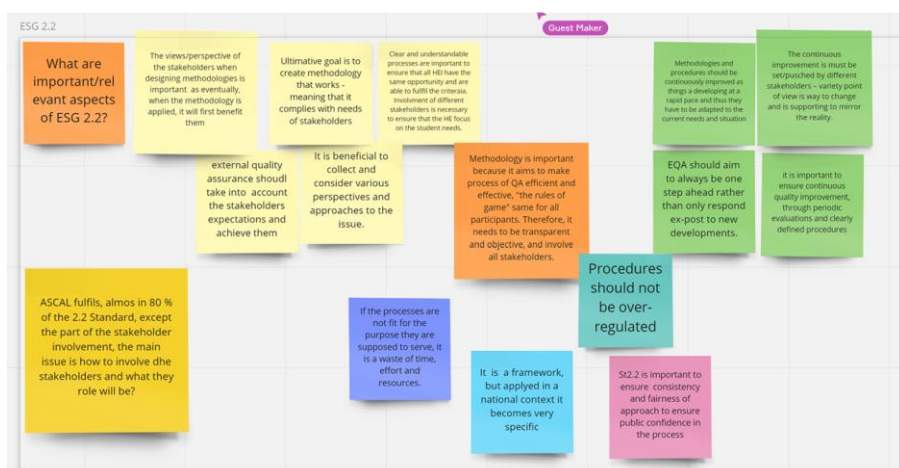 ESG 2.2
Guest Maker
What are
important/rel
evant aspects
of ESG 2.2?
The views/perspective of
the stakeholders when
designing methodologies is
important as eventually,
when the methodology is
applied, it will first benefit
them
Ultimative goal is to
create methodology
that works -
meaning that it
complies with needs
of stakeholders
Clear and understandable
processes are important to
ensure that all HEI have the
same opportunity and are
able to fullfil the criteraia.
Involvment of different
stakeholders is necessary
to ensure that the HE focus
on the student needs.
Methodologies and
procedures should be
continuously improved as
things a developing at a
rapid pace and thus they
have to be adapted to the
current needs and situation
The continuous
improvement is must be
set/pusched by different
stakeholders – variety point
of view is way to change
and is supporting to mirror
the reality.
external quality
assurance shoudl
take into account
the stakeholders
expectations and
achieve them
It is beneficial to
collect and
consider various
perspectives and
approaches to the
issue.
Methodology is important
because it aims to make
process of QA efficient and
effective, "the rules of
game" same for all
participants. Therefore, it
needs to be transparent
and objective, and involve
all stakeholders.
EQA should aim
to always be one
step ahead rather
than only respond
ex-post to new
developments.
it is important to
ensure continuous
quality improvement,
through periodic
evaluations and clearly
defined procedures
ASCAL fulfils, almos in 80 %
of the 2.2 Standard, except
the part of the stakeholder
involvement, the main
issue is how to involve dhe
stakeholders and what they
role will be?
If the processes are
not fit for the
purpose they are
supposed to serve, it
is a waste of time,
effort and
resources.
Procedures
should not
be over-
regulated
It is a framework,
but applyed in a
national context it
becomes very
specific
St2.2 is important to
ensure consistency
and fairness of
approach to ensure
public confidence in
the process